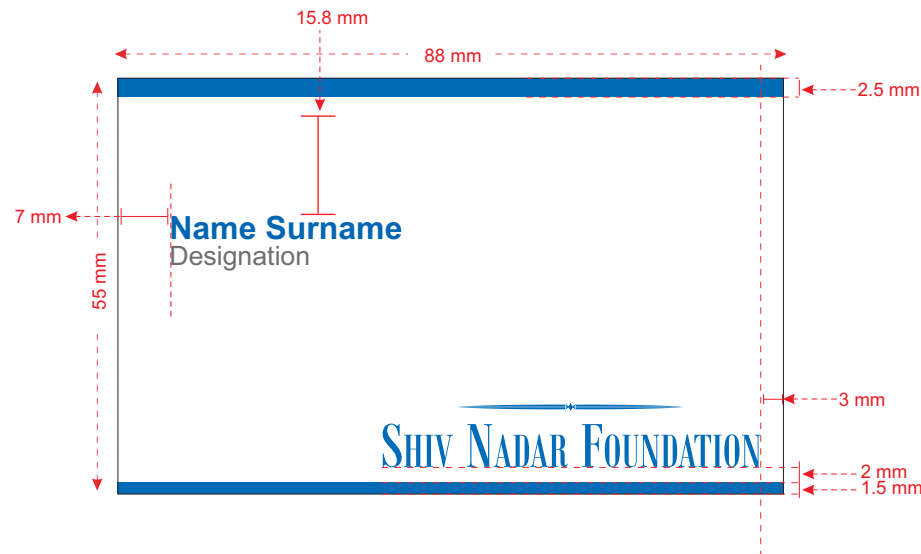 15.8 mm
88 mm
2.5 mm
7 mm
Name Surname
Designation
55 mm
3 mm
SHIV NADAR FOUNDATION
2 mm
1.5 mm